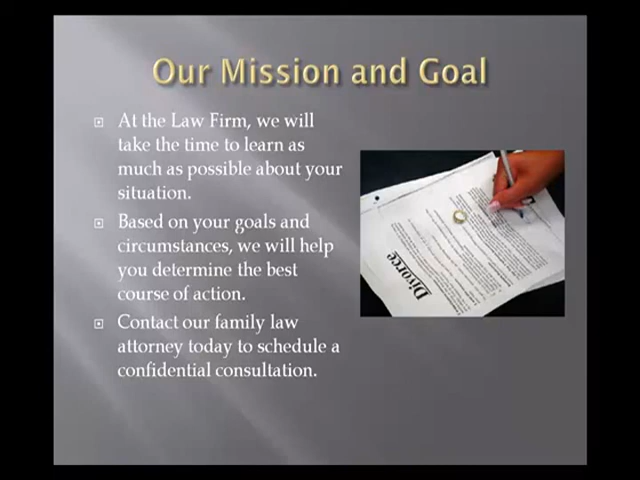 Our Mission and Goal
At the Law Firm, we will
take the time to learn as
much as possible about your
situation.
Based on your goals and
circumstances, we will help
you determine the best
course of action.
Contact our family law
attorney today to schedule a
confidential consultation.
Divorce